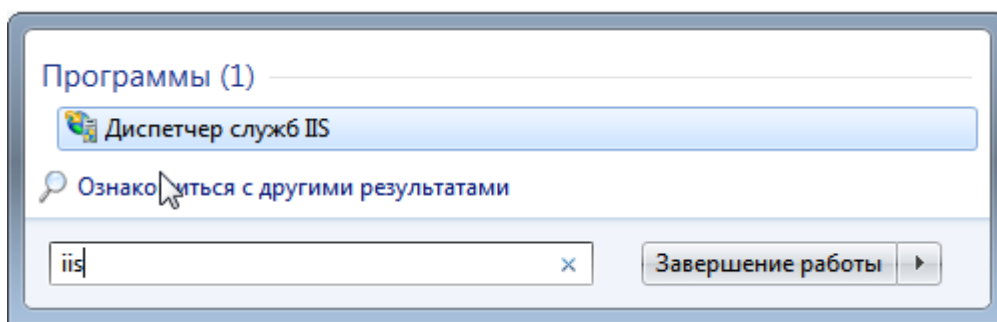 Программы (1)
Диспетчер служб IIS
Ознакомиться с другими результатами
iis
Завершение работы